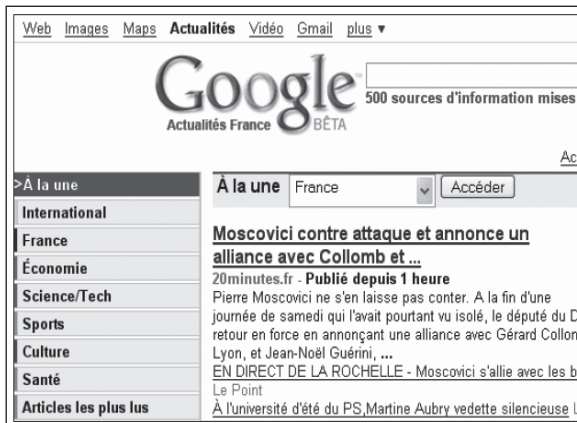 Web Images Maps Actualités Vidéo Gmail plus ▼
Google
500 sources d'information mises
Actualités France BÊTA
Ac
>À la une
International
France
Économie
Science/Tech
Sports
Culture
Santé
Articles les plus lus
À la une France Accéder
Moscovici contre attaque et annonce un
alliance avec Collomb et ...
20minutes.fr - Publié depuis 1 heure
Pierre Moscovici ne s'en laisse pas conter. A la fin d'une
journée de samedi qui l'avait pourtant vu isolé, le député du D
retour en force en annonçant une alliance avec Gérard Collon
Lyon, et Jean-Noël Guérini, ...
EN DIRECT DE LA ROCHELLE - Moscovici s'allie avec les b
Le Point
À l'université d'été du PS,Martine Aubry vedette silencieuse L